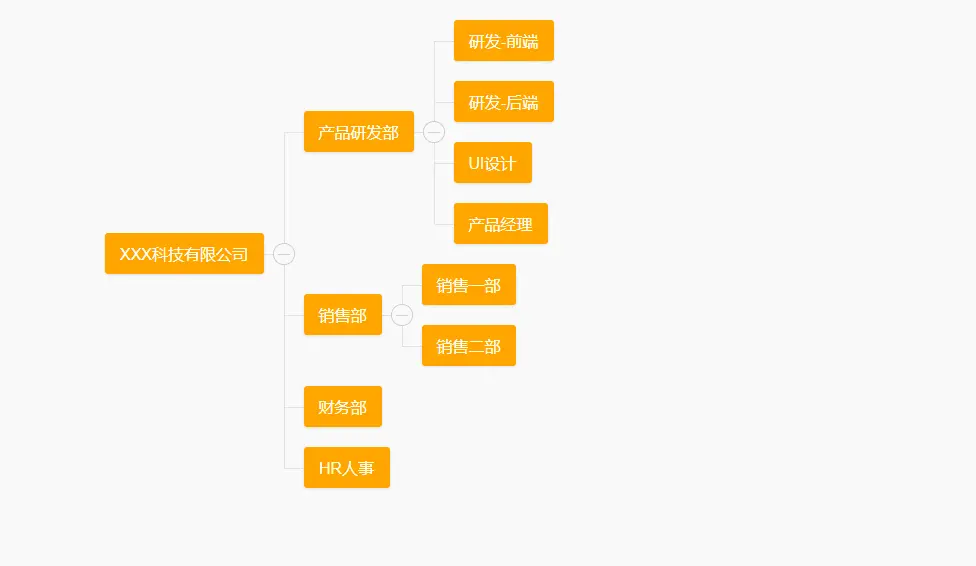 XXX科技有限公司
产品研发部
研发-前端
研发-后端
UI设计
产品经理
销售部
销售一部
销售二部
财务部
HR人事